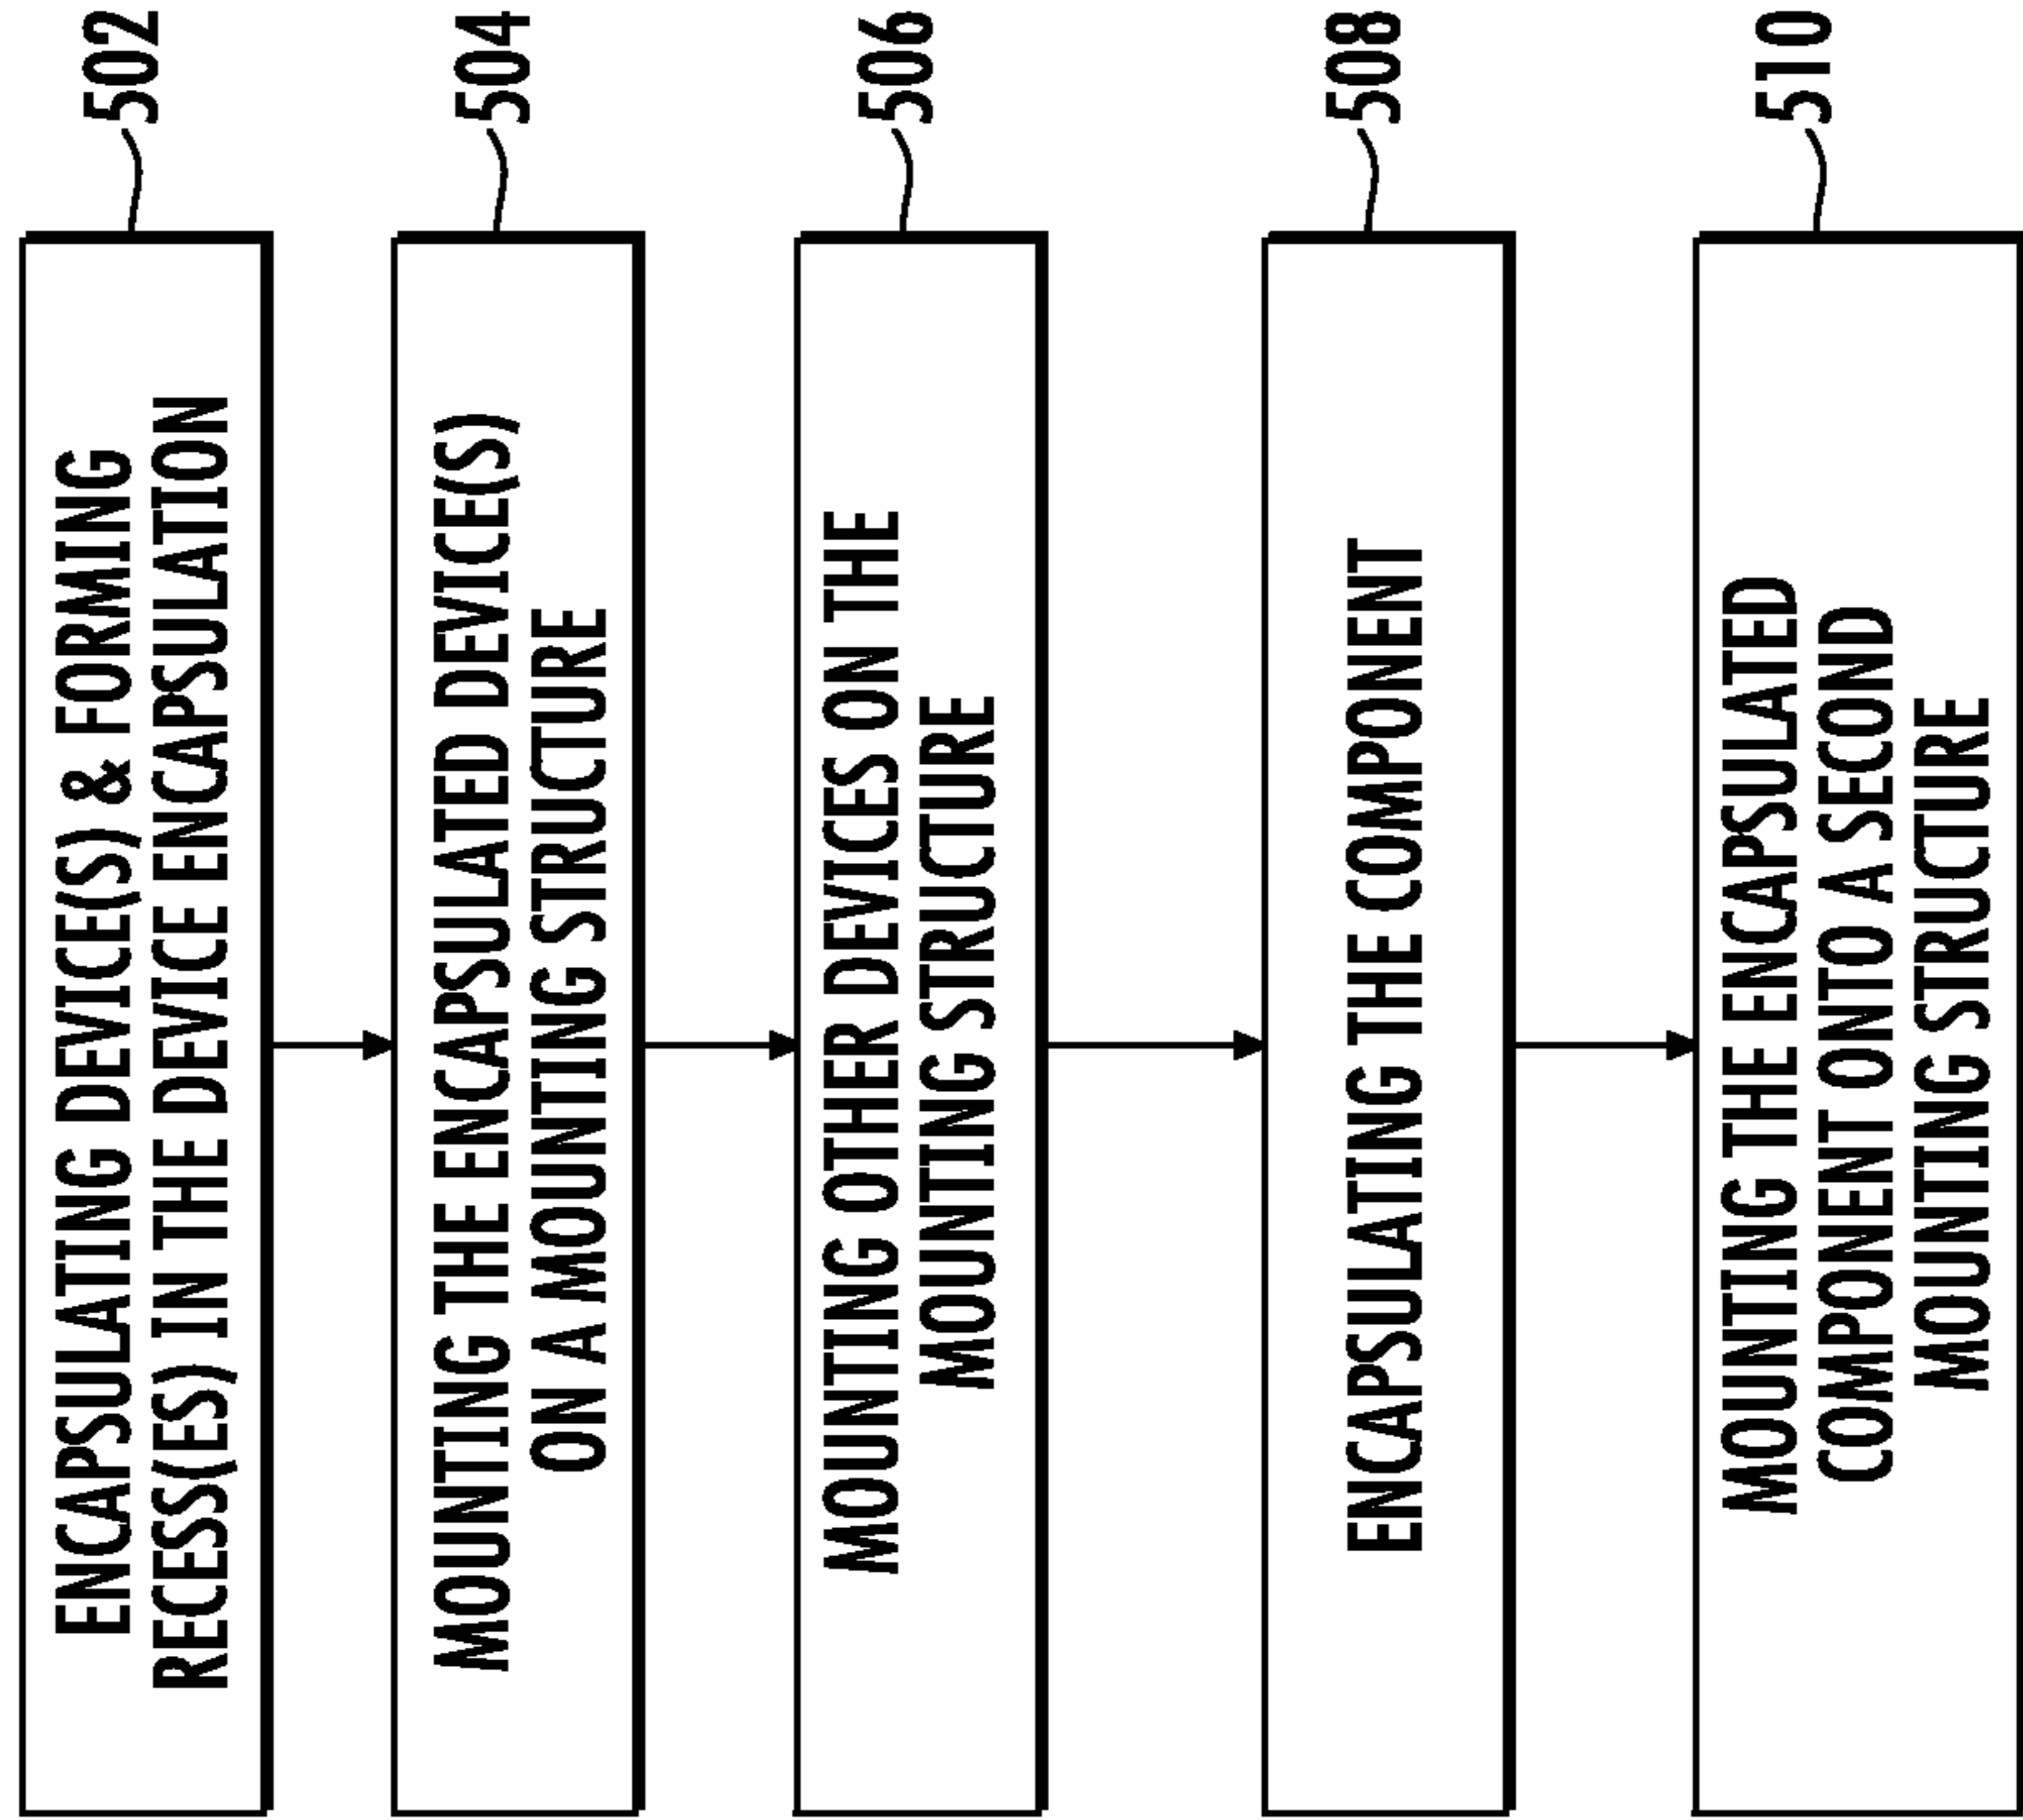 ENCAPSULATING DEVICE(S) & FORMING
RECESS(ES) IN THE DEVICE ENCAPSULATION
502
MOUNTING THE ENCAPSULATED DEVICE(S)
ON A MOUNTING STRUCTURE
504
MOUNTING OTHER DEVICES ON THE
MOUNTING STRUCTURE
506
ENCAPSULATING THE COMPONENT
508
MOUNTING THE ENCAPSULATED
COMPONENT ONTO A SECOND
MOUNTING STRUCTURE
510